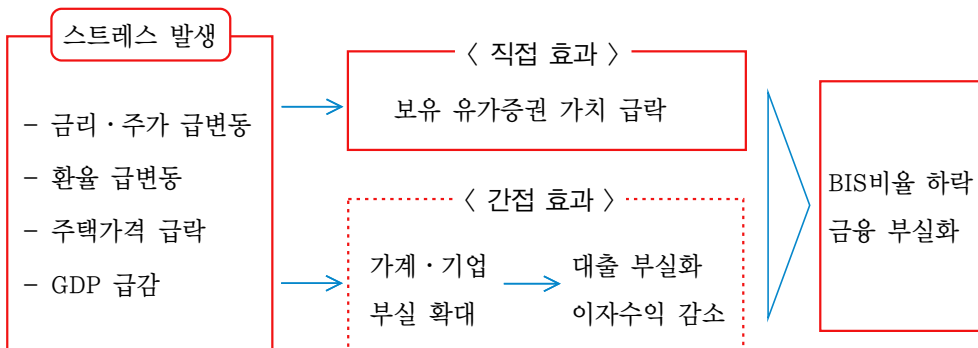 스트레스 발생
– 금리·주가 급변동
– 환율 급변동
– 주택가격 급락
– GDP 급감
〈 직접 효과 〉
보유 유가증권 가치 급락
〈 간접 효과 〉
가계·기업
부실 확대
대출 부실화
이자수익 감소
BIS비율 하락
금융 부실화